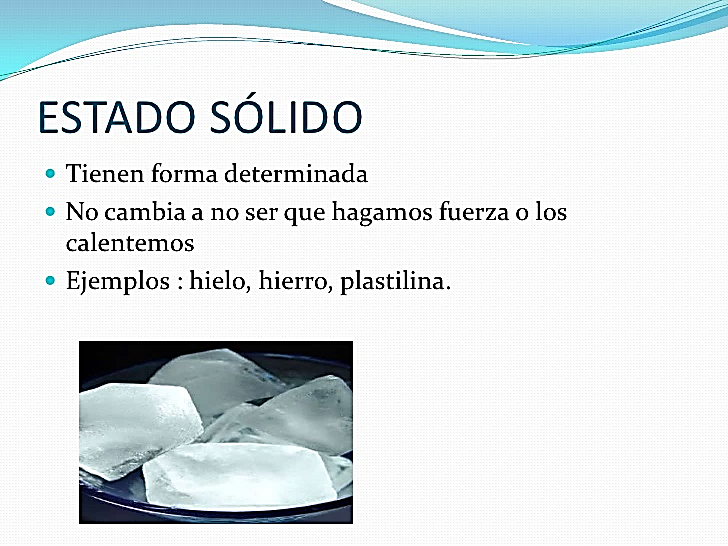 ESTADO SÓLIDO
Tienen forma determinada
No cambia a no ser que hagamos fuerza o los
calentemos
Ejemplos : hielo, hierro, plastilina.